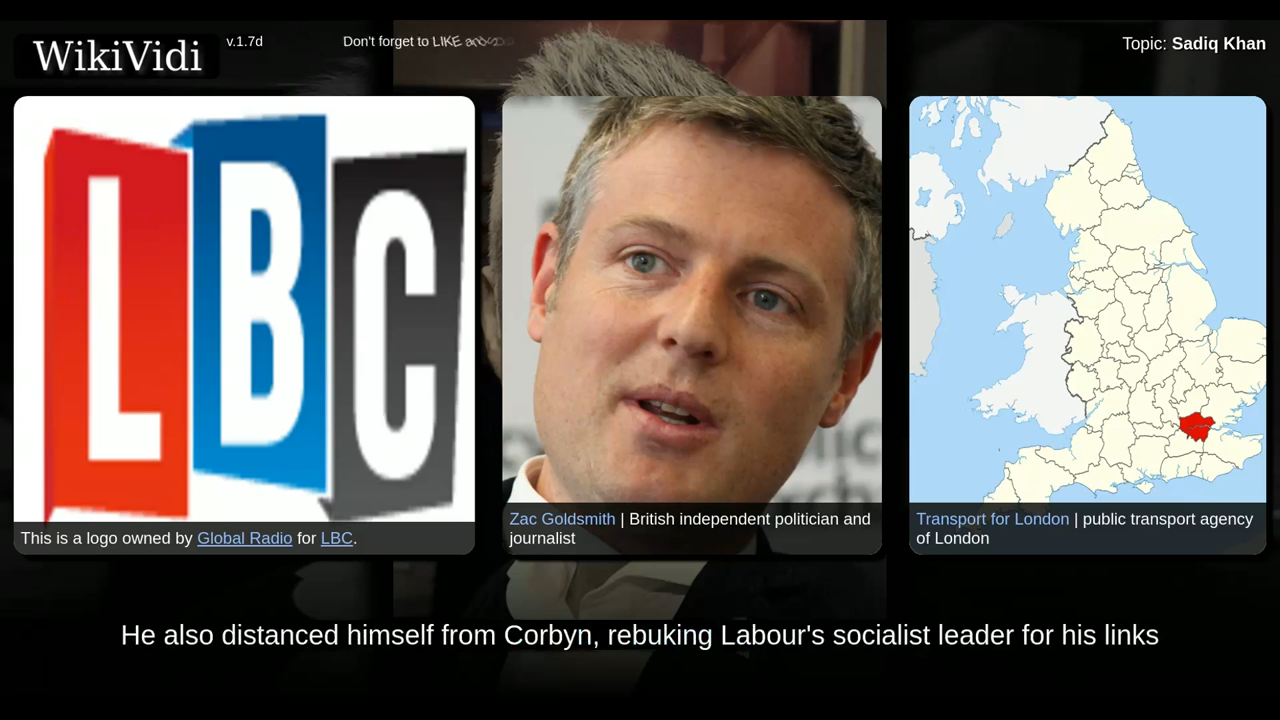 WikiVidi
v.1.7d
Don't forget to LIKE
Topic: Sadiq Khan
LBC
This is a logo owned by Global Radio for LBC.
Zac Goldsmith | British independent politician and
journalist
Transport for London | public transport agency
of London
He also distanced himself from Corbyn, rebuking Labour's socialist leader for his links